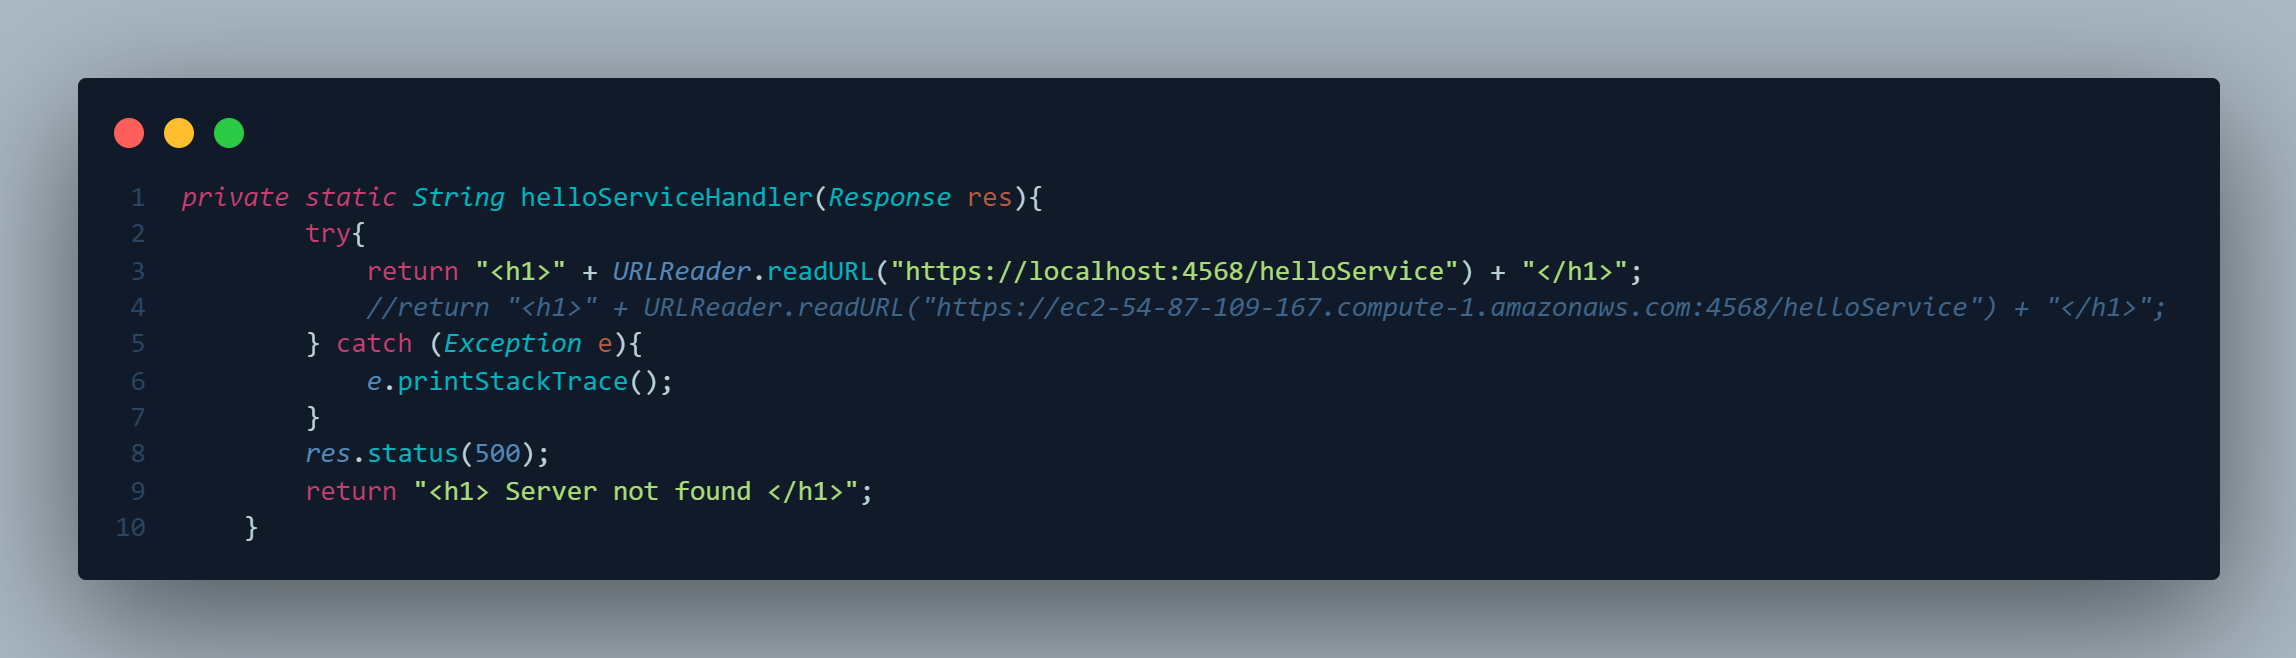 1 private static String helloServiceHandler(Response res){
2 try{
3 return "<h1>" + URLReader.readURL("https://localhost:4568/helloService") + "</h1>";
4 //return "<h1>" + URLReader.readURL("https://ec2-54-87-109-167.compute-1.amazonaws.com:4568/helloService") + "</h1>";
5 } catch (Exception e){
6 e.printStackTrace();
7 }
8 res.status(500);
9 return "<h1> Server not found </h1>";
10 }